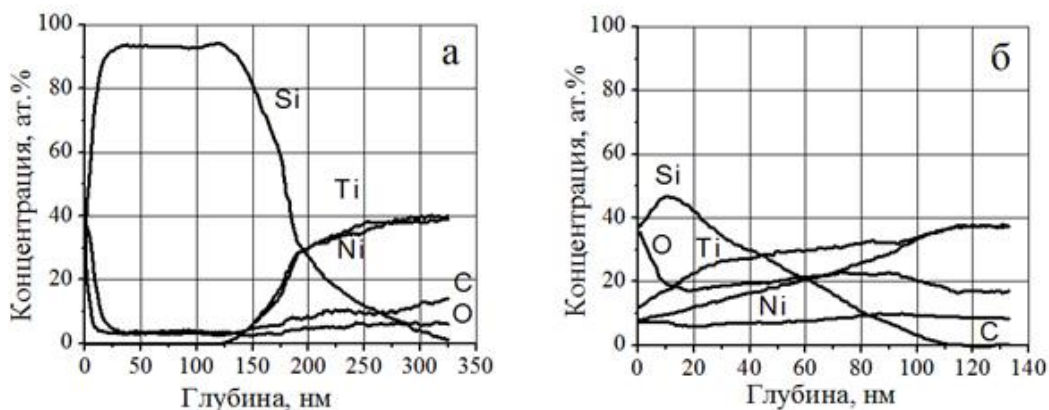 Концентрация, ат.%
100
80
60
40
20
0
а
Si
Ti
Ni
C
O
0 50 100 150 200 250 300 350
Глубина, нм
Концентрация, ат.%
100
80
60
40
20
0
б
Si
O
Ti
Ni
C
0 20 40 60 80 100 120 140
Глубина, нм